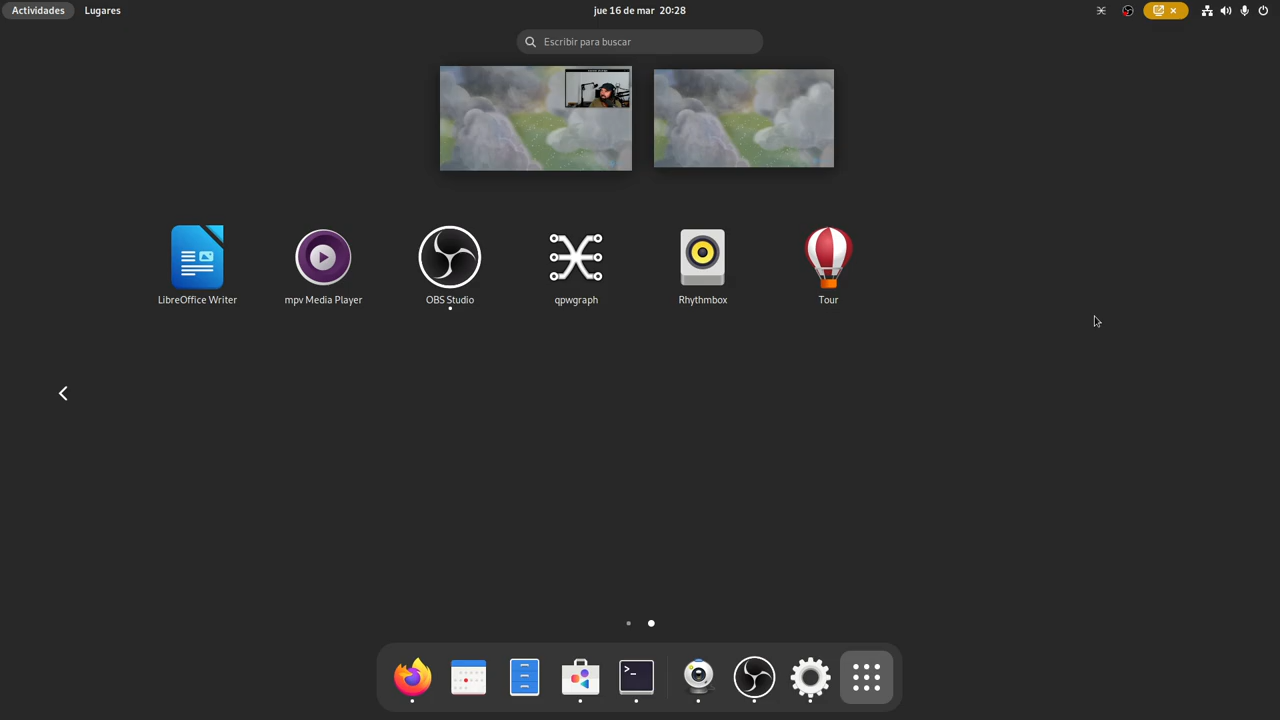 Actividades Lugares jue 16 de mar 20:28
Escribir para buscar
LibreOffice Writer mpv Media Player OBS Studio qpwgraph Rhythmbox Tour